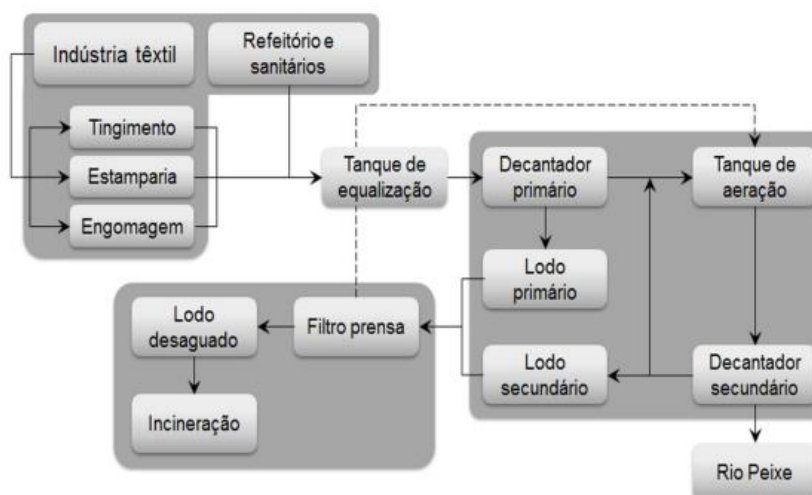 Indústria têxtil
Refeitório e
sanitários
Tingimento
Estamparia
Engomagem
Tanque de
equalização
Decantador
primário
Tanque de
aeração
Lodo
primário
Lodo
desaguado
Filtro prensa
Lodo
secundário
Decantador
secundário
Incineração
Rio Peixe